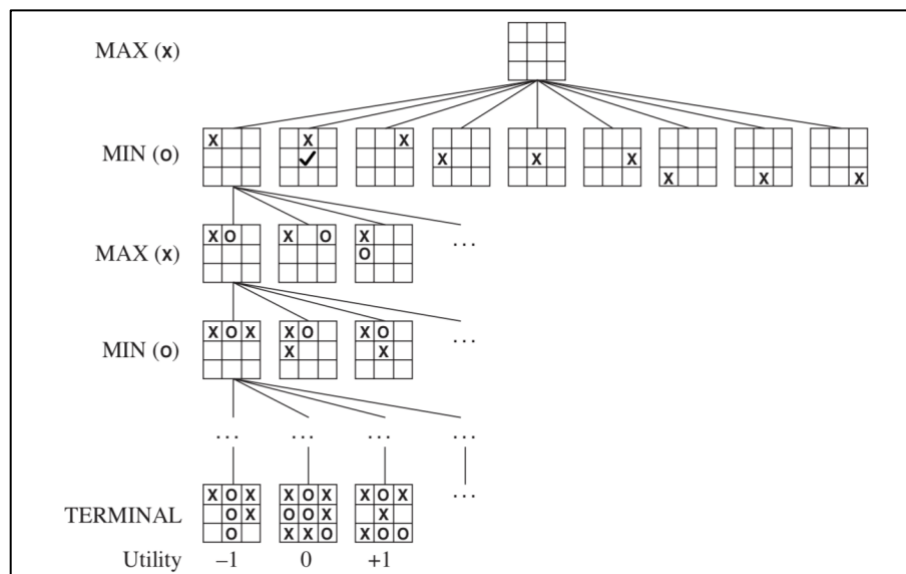 MAX (X)
MIN (O)
X X X X X X X X X
MAX (X)
X O X O X O ...
MIN (O)
X O X X O X X O X ...
... ... ... ...
TERMINAL
X O X O X O X O X X O X X O X X O O ...
X O X X X O X O O
Utility –1 0 +1